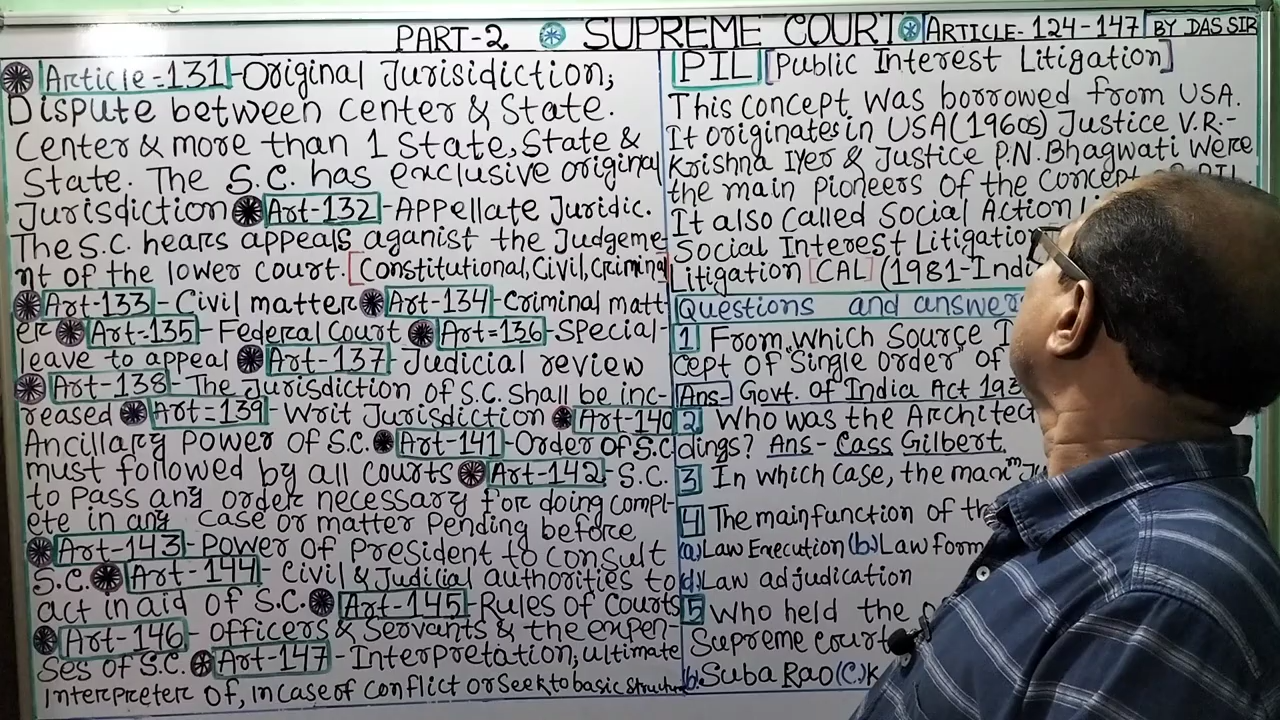 PART-2 SUPREME COURT ARTICLE-124-147 BY DAS SIR
Article-131-Original Jurisidiction,
Dispute between center & State.
Center & more than 1 State, State &
State. The S.C. has exclusive original
Jurisdiction Art-132-Appellate Juridic.
The S.C. hears appeals aganist the Judgeme-
nt of the lower court. [Constitutional, Civil, Criminal
Art-133-Civil matter Art-134-Criminal matt-
er Art-135-Federal Court Art=136-Special-
leave to appeal Art-137-Judicial review
Art-138-The Jurisdiction of S.C. Shall be inc-
reased Art=139-Writ Jurisdiction Art-140
Ancillary Power of S.C. Art-141-Order of S.C
must followed by all courts Art-142-S.C.
to Pass any order necessary for doing compl-
ete in any case or matter Pending before
Art-143-Power of President to consult
S.C. Art-144-Civil & Judicial authorities to
act in aid of S.C. Art-145-Rules of Courts
Art-146-officers & Servants & the expen-
ses of S.C. Art-147-Interpretation, ultimate
Interpreter of, in case of conflict or seek to basic structure
PIL [Public Interest Litigation]
This concept was borrowed from USA.
It originates in USA (1960s) Justice V.R.-
Krishna Iyer & Justice P.N. Bhagwati were
the main Pioneers of the Concept
It also called Social Action
Social Interest Litigation
Litigation [CAL] (1981-Indi
Questions and answers
1 From which Source
cept of "Single order" of
Ans- Govt. of India Act 193
2 Who was the Architect
dings? Ans- Cass Gilbert.
3 In which case, the maxm
4 The main function of the
(a) Law Execution (b) Law form
(d) Law adjudication
5 Who held the
Supreme court
(b) Suba Rao (C) K